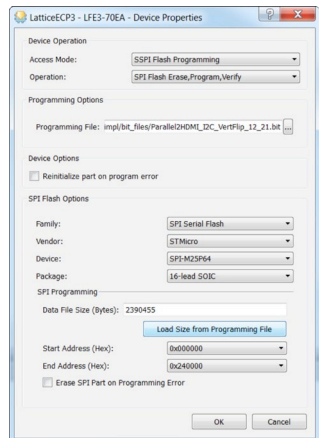 LatticeECP3 - LFE3-70EA - Device Properties
Device Operation
Access Mode: SSPI Flash Programming
Operation: SPI Flash Erase,Program,Verify
Programming Options
Programming File: impl/bit_files/Parallel2HDMI_I2C_VertFlip_12_21.bit ...
Device Options
Reinitialize part on program error
SPI Flash Options
Family: SPI Serial Flash
Vendor: STMicro
Device: SPI-M25P64
Package: 16-lead SOIC
SPI Programming
Data File Size (Bytes): 2390455
Load Size from Programming File
Start Address (Hex): 0x000000
End Address (Hex): 0x240000
Erase SPI Part on Programming Error
OK Cancel